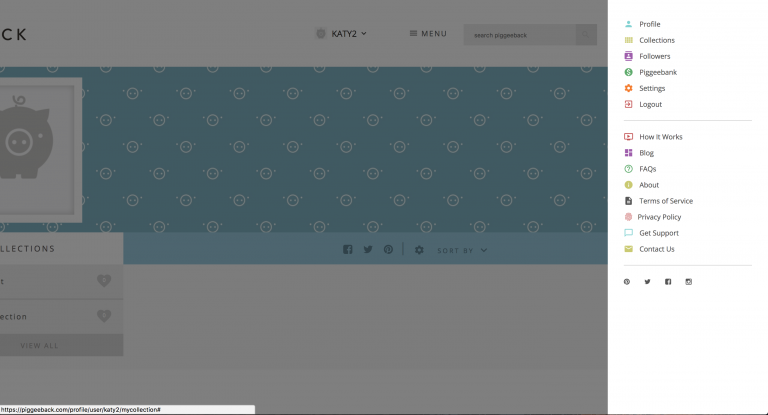 CK
KATY2
MENU
search piggeeback
LLECTIONS
t
ection
VIEW ALL
SORT BY
Profile
Collections
Followers
Piggeebank
Settings
Logout
How It Works
Blog
FAQs
About
Terms of Service
Privacy Policy
Get Support
Contact Us
https://piggeeback.com/profile/user/katy2/mycollection#